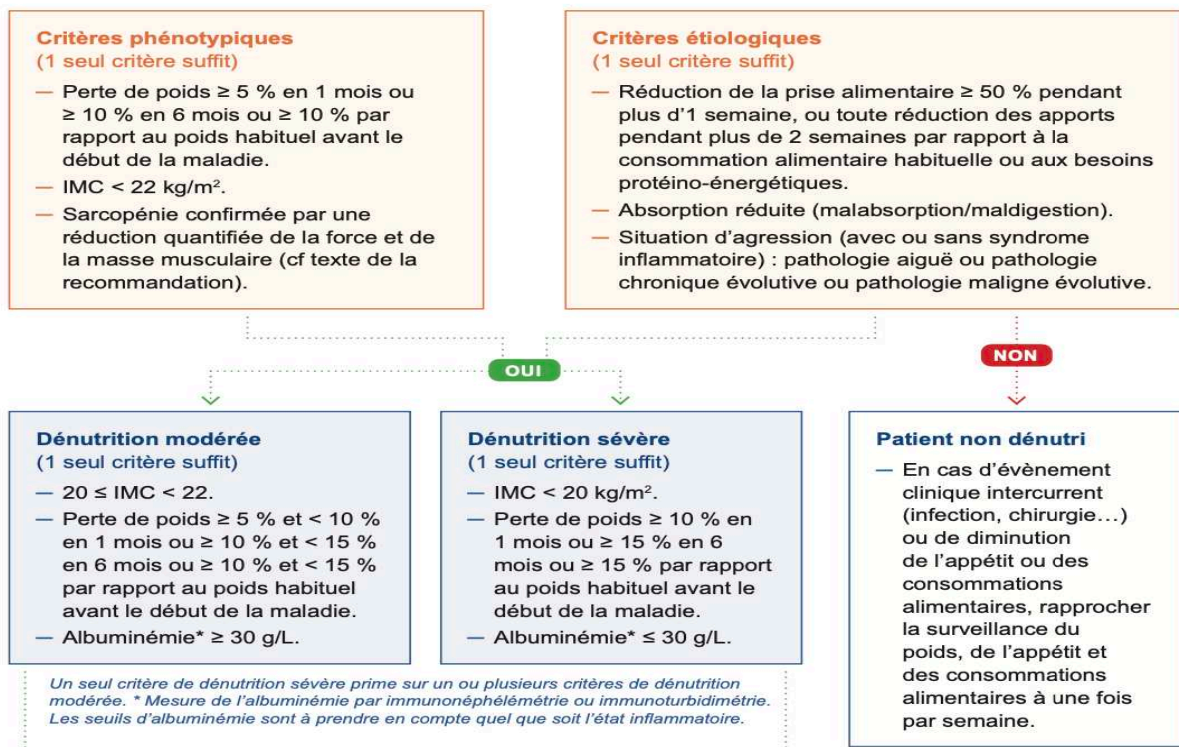 Critères phénotypiques
(1 seul critère suffit)
— Perte de poids ≥ 5 % en 1 mois ou
≥ 10 % en 6 mois ou ≥ 10 % par
rapport au poids habituel avant le
début de la maladie.
— IMC < 22 kg/m².
— Sarcopénie confirmée par une
réduction quantifiée de la force et de
la masse musculaire (cf texte de la
recommandation).
Critères étiologiques
(1 seul critère suffit)
— Réduction de la prise alimentaire ≥ 50 % pendant
plus d’1 semaine, ou toute réduction des apports
pendant plus de 2 semaines par rapport à la
consommation alimentaire habituelle ou aux besoins
protéino-énergétiques.
— Absorption réduite (malabsorption/maldigestion).
— Situation d’agression (avec ou sans syndrome
inflammatoire) : pathologie aiguë ou pathologie
chronique évolutive ou pathologie maligne évolutive.
OUI
NON
Dénutrition modérée
(1 seul critère suffit)
— 20 ≤ IMC < 22.
— Perte de poids ≥ 5 % et < 10 %
en 1 mois ou ≥ 10 % et < 15 %
en 6 mois ou ≥ 10 % et < 15 %
par rapport au poids habituel
avant le début de la maladie.
— Albuminémie* ≥ 30 g/L.
Dénutrition sévère
(1 seul critère suffit)
— IMC < 20 kg/m².
— Perte de poids ≥ 10 % en
1 mois ou ≥ 15 % en 6
mois ou ≥ 15 % par rapport
au poids habituel avant le
début de la maladie.
— Albuminémie* ≤ 30 g/L.
Patient non dénutri
— En cas d’évènement
clinique intercurrent
(infection, chirurgie…)
ou de diminution
de l’appétit ou des
consommations
alimentaires, rapprocher
la surveillance du
poids, de l’appétit et
des consommations
alimentaires à une fois
par semaine.
Un seul critère de dénutrition sévère prime sur un ou plusieurs critères de dénutrition
modérée. * Mesure de l’albuminémie par immunonéphélémétrie ou immunoturbidimétrie.
Les seuils d’albuminémie sont à prendre en compte quel que soit l’état inflammatoire.